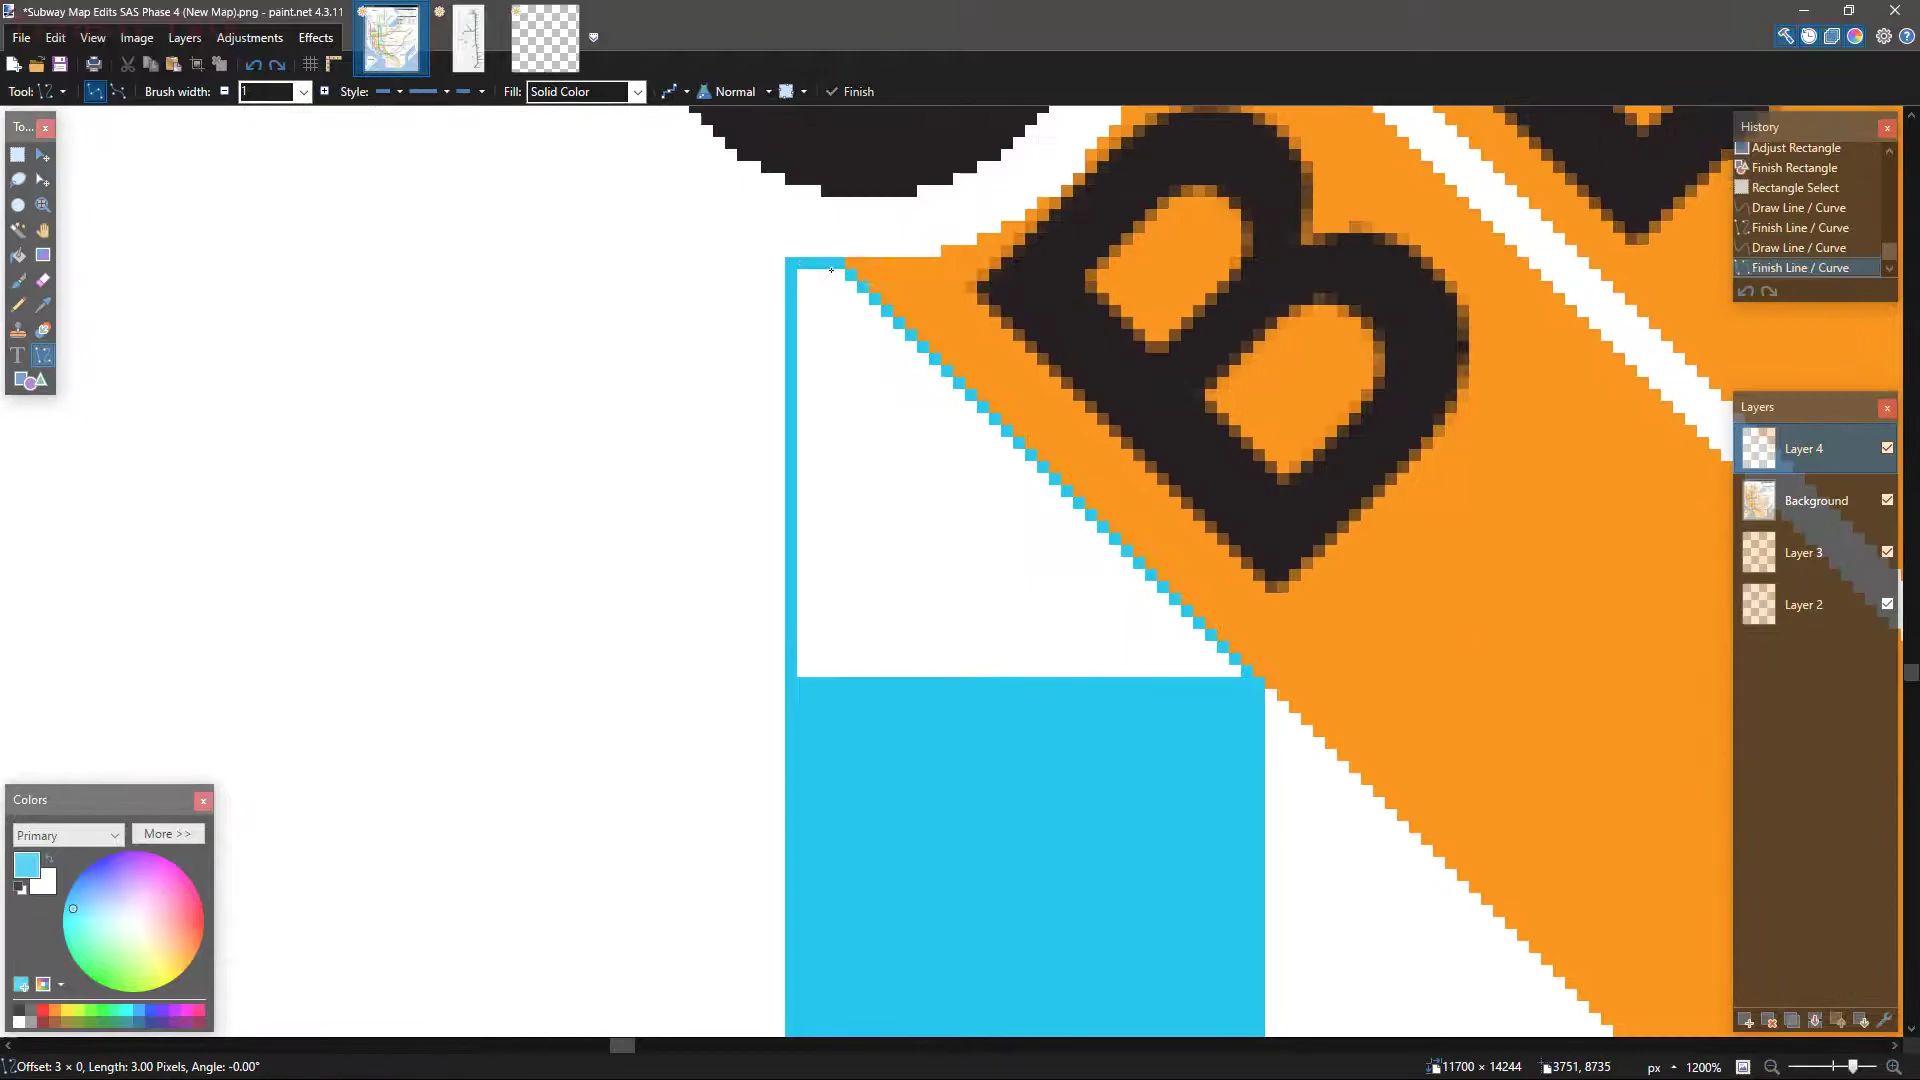 *Subway Map Edits SAS Phase 4 (New Map).png - paint.net 4.3.11
File Edit View Image Layers Adjustments Effects
Tool: Brush width: 1 Style: Fill: Solid Color Normal Finish
To...
History
Adjust Rectangle
Finish Rectangle
Rectangle Select
Draw Line / Curve
Finish Line / Curve
Draw Line / Curve
Finish Line / Curve
B
Layers
Layer 4
Background
Layer 3
Layer 2
Colors
Primary More >>
Offset: 3 × 0, Length: 3.00 Pixels, Angle: -0.00° 11700 × 14244 3751, 8735 px 1200%